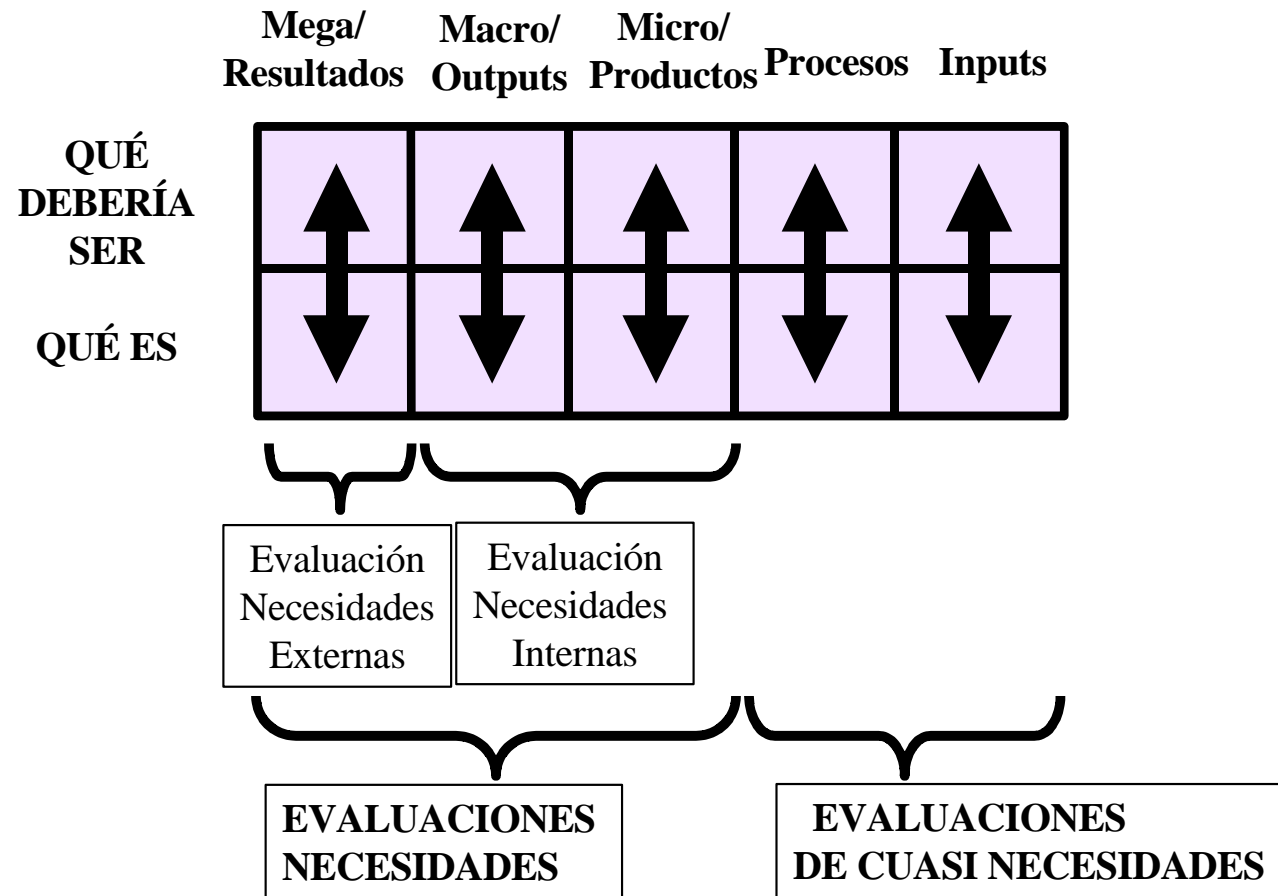 Mega/
Resultados
Macro/
Outputs
Micro/
Productos
Procesos
Inputs
QUÉ
DEBERÍA
SER
QUÉ ES
Evaluación
Necesidades
Externas
Evaluación
Necesidades
Internas
EVALUACIONES
NECESIDADES
EVALUACIONES
DE CUASI NECESIDADES